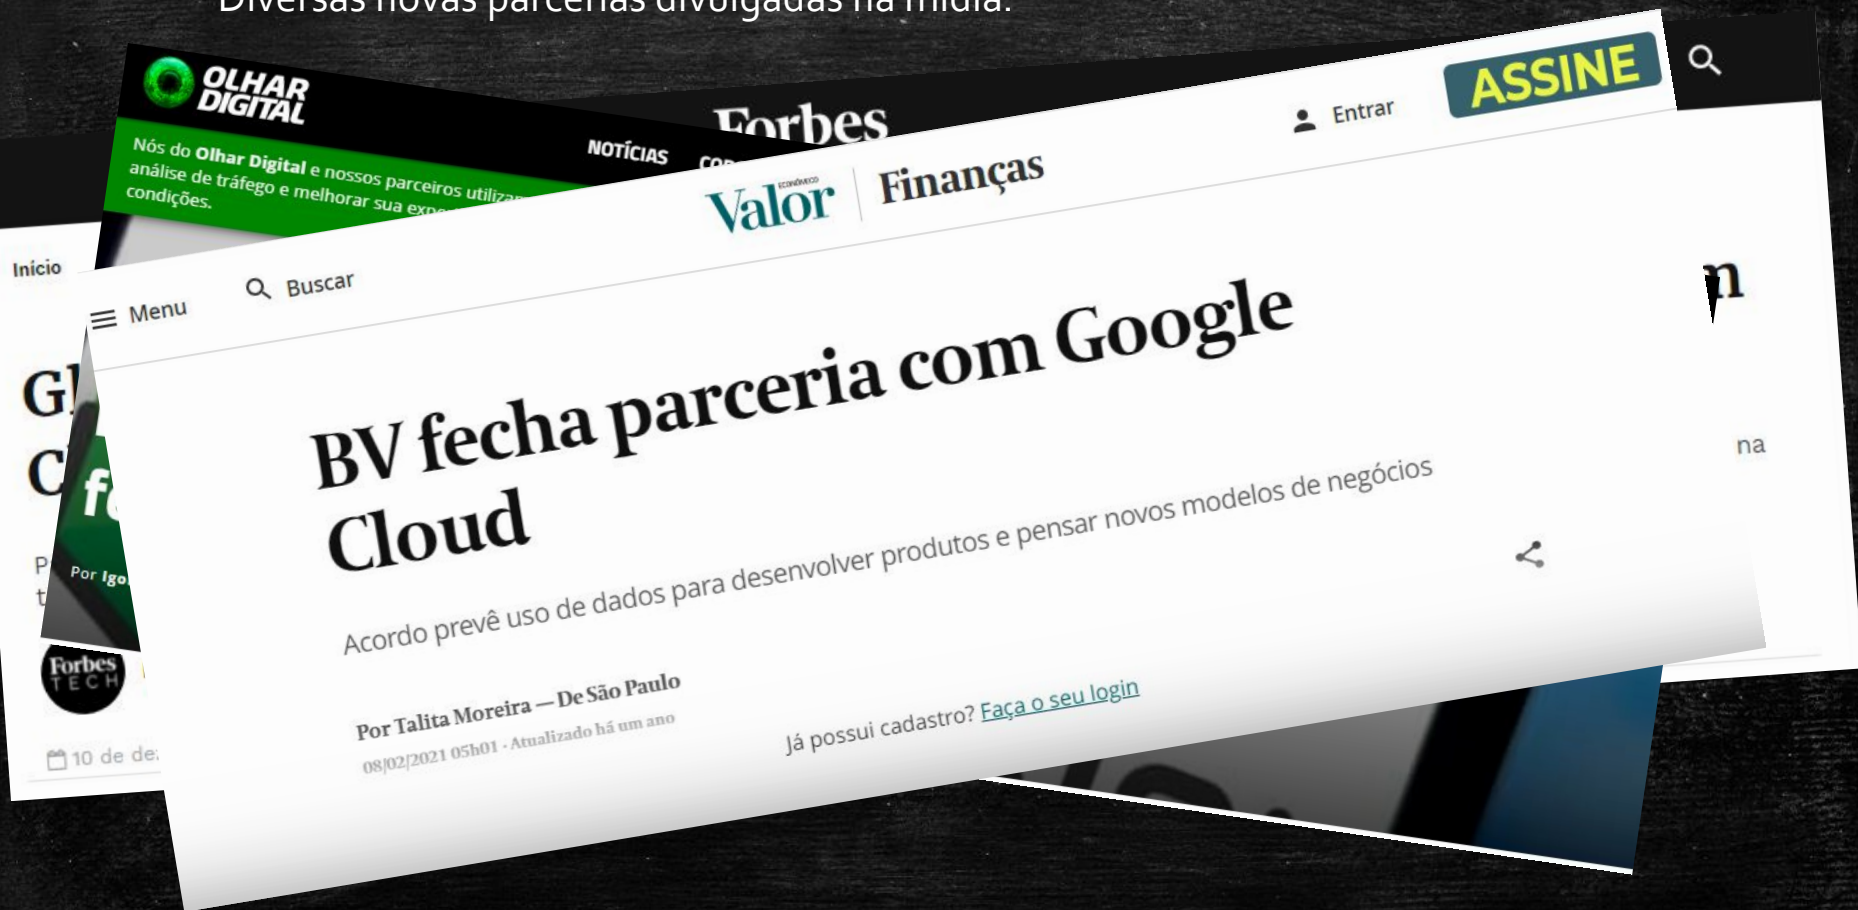 Diversas novas parcerias divulgadas na mídia.
OLHAR
DIGITAL
NOTÍCIAS
Forbes
Nós do Olhar Digital e nossos parceiros
análise de tráfego e melhorar sua
condições.
Início
Valor
ECONÔMICO
Finanças
Entrar
ASSINE
Menu
Buscar
BV fecha parceria com Google
Cloud
Acordo prevê uso de dados para desenvolver produtos e pensar novos modelos de negócios
na
Por
Forbes
TECH
10 de
Por Talita Moreira — De São Paulo
08/02/2021 05h01 · Atualizado há um ano
Já possui cadastro? Faça o seu login